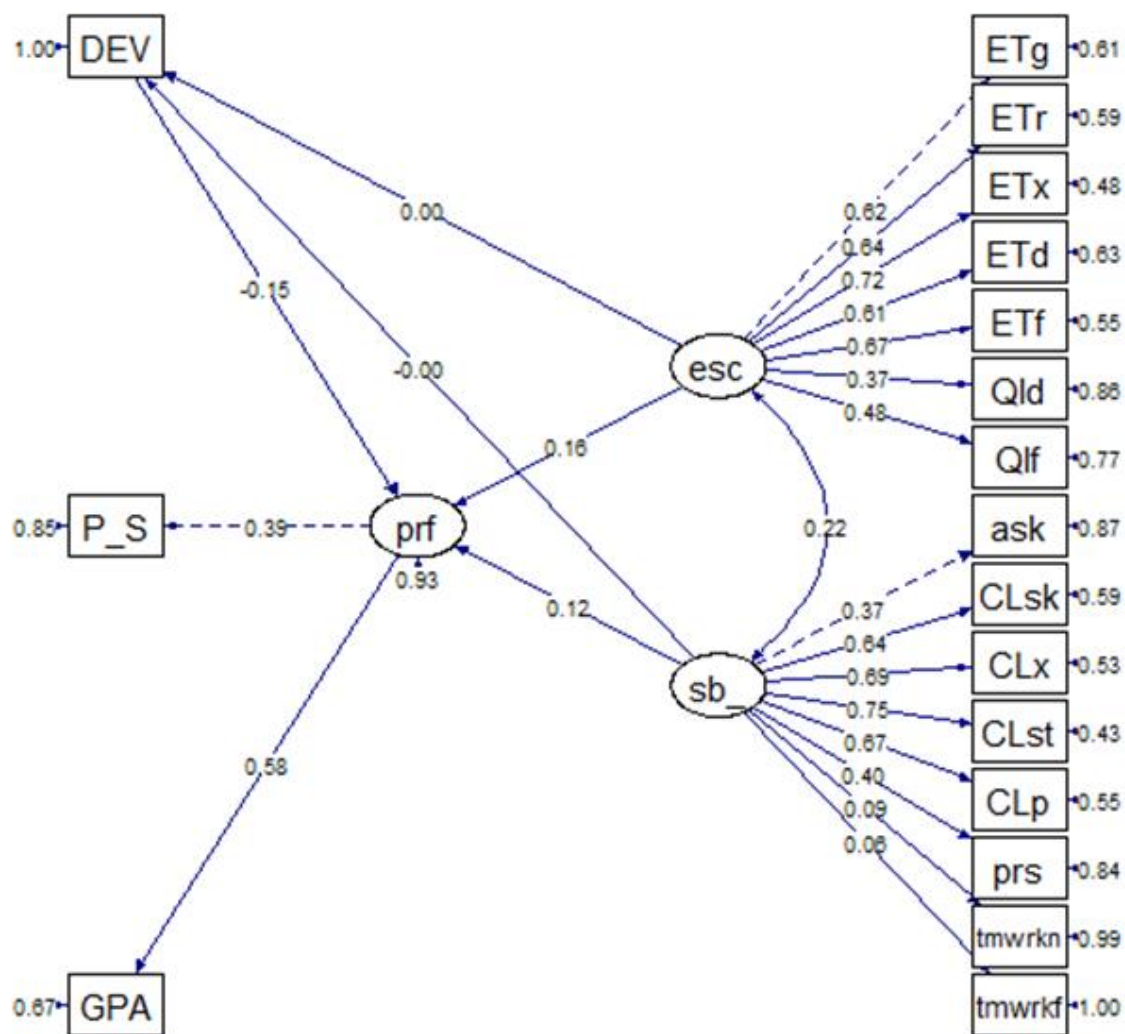 1.00 DEV
ETg 0.61
ETr 0.59
ETx 0.48
ETd 0.63
ETf 0.55
Qld 0.86
Qlf 0.77
ask 0.87
CLsk 0.59
CLx 0.53
CLst 0.43
CLp 0.55
prs 0.84
tmwrkn 0.99
tmwrkf 1.00
0.62
0.64
0.72
0.61
0.67
0.37
0.48
0.00
-0.15
-0.00
esc
0.16
0.22
0.85 P_S
0.39
prf
0.93
0.12
sb_
0.37
0.64
0.69
0.75
0.67
0.40
0.09
0.06
0.58
0.67 GPA